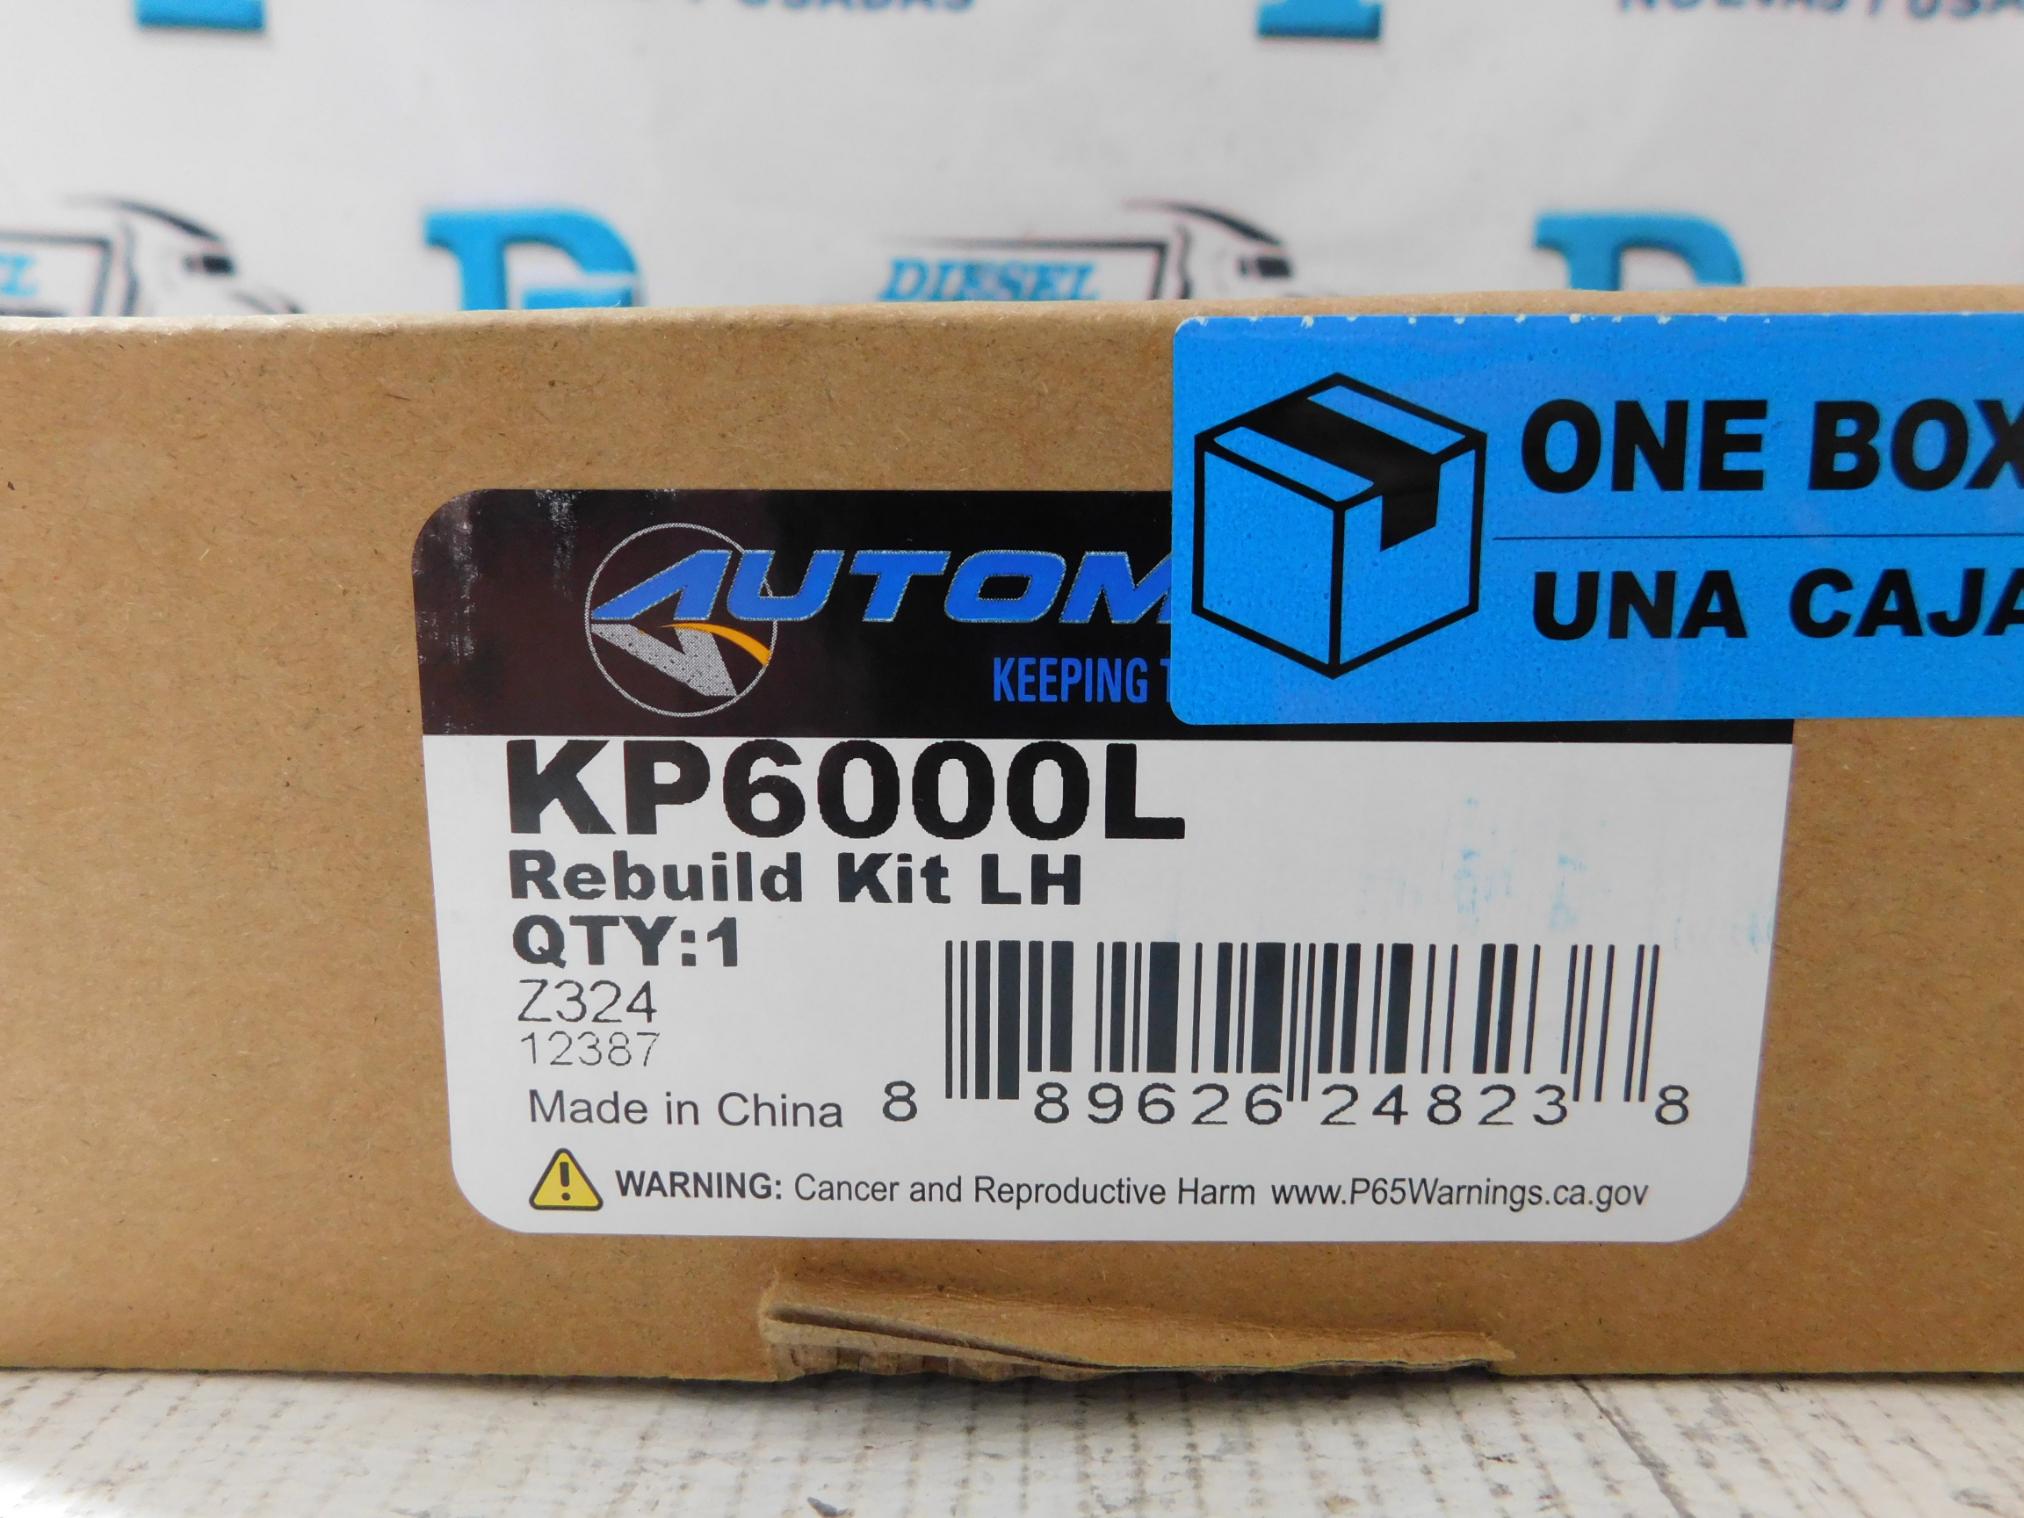 DIESEL
ONE BOX
UNA CAJA
AUTOM
KEEPING
KP6000L
Rebuild Kit LH
QTY:1
Z324
12387
Made in China
8 89626 24823 8
WARNING: Cancer and Reproductive Harm www.P65Warnings.ca.gov